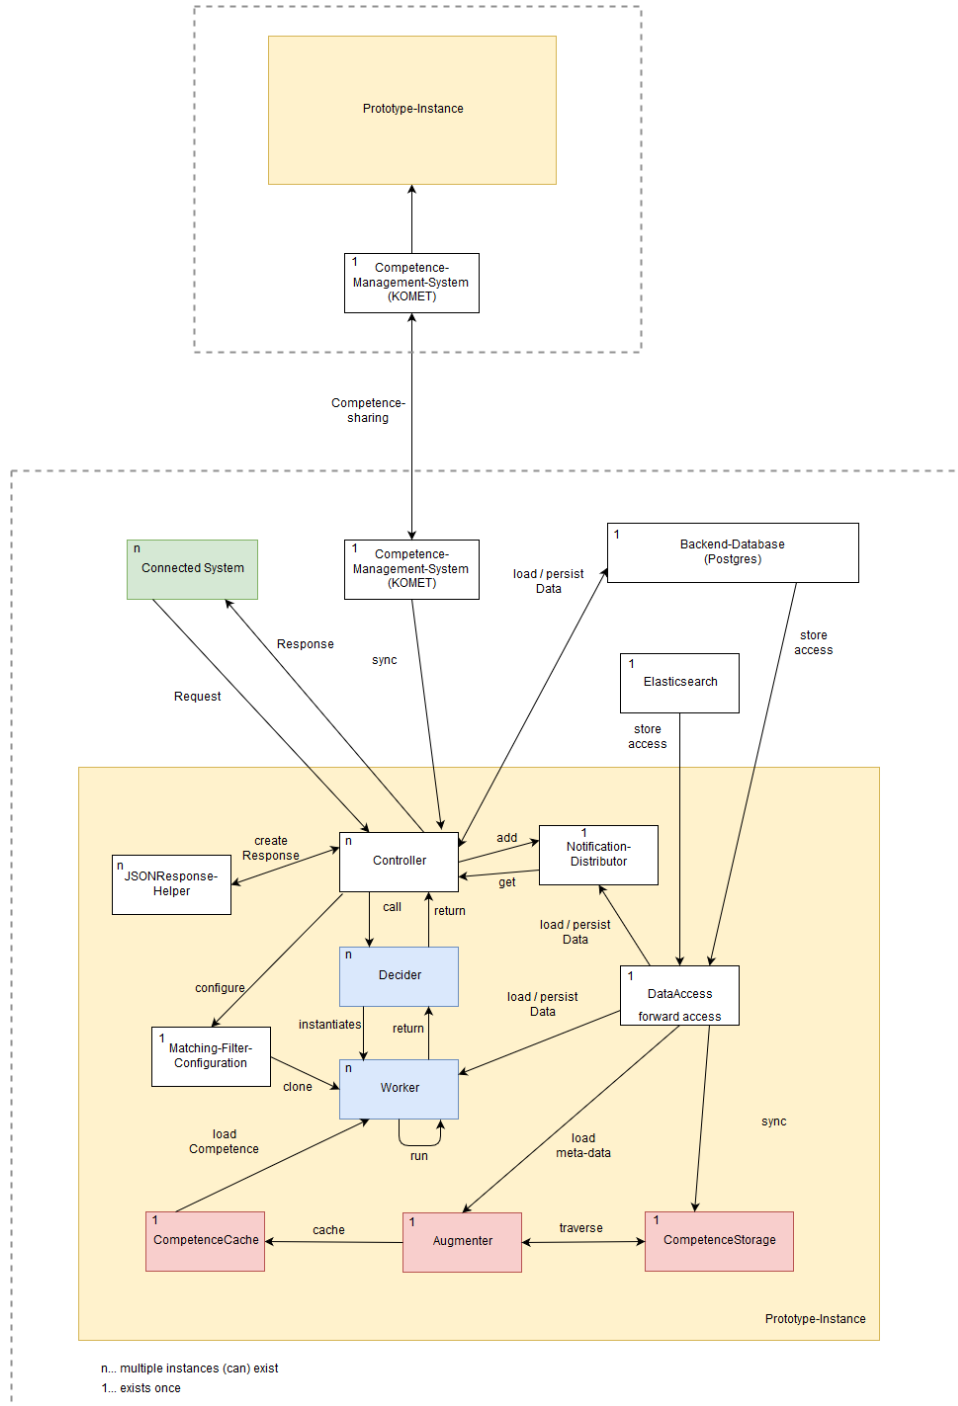 Prototype-Instance
1
Competence-
Management-System
(KOMET)
Competence-
sharing
n
Connected System
1
Competence-
Management-System
(KOMET)
1
Backend-Database
(Postgres)
load / persist
Data
Response
sync
store
access
1
Elasticsearch
Request
store
access
n
Controller
create
Response
add
get
1
Notification-
Distributor
n
JSONResponse-
Helper
call
return
load / persist
Data
n
Decider
1
DataAccess
forward access
configure
instantiates
return
load / persist
Data
1
Matching-Filter-
Configuration
clone
n
Worker
run
load
Competence
load
meta-data
sync
1
CompetenceCache
cache
1
Augmenter
traverse
1
CompetenceStorage
Prototype-Instance
n... multiple instances (can) exist
1... exists once